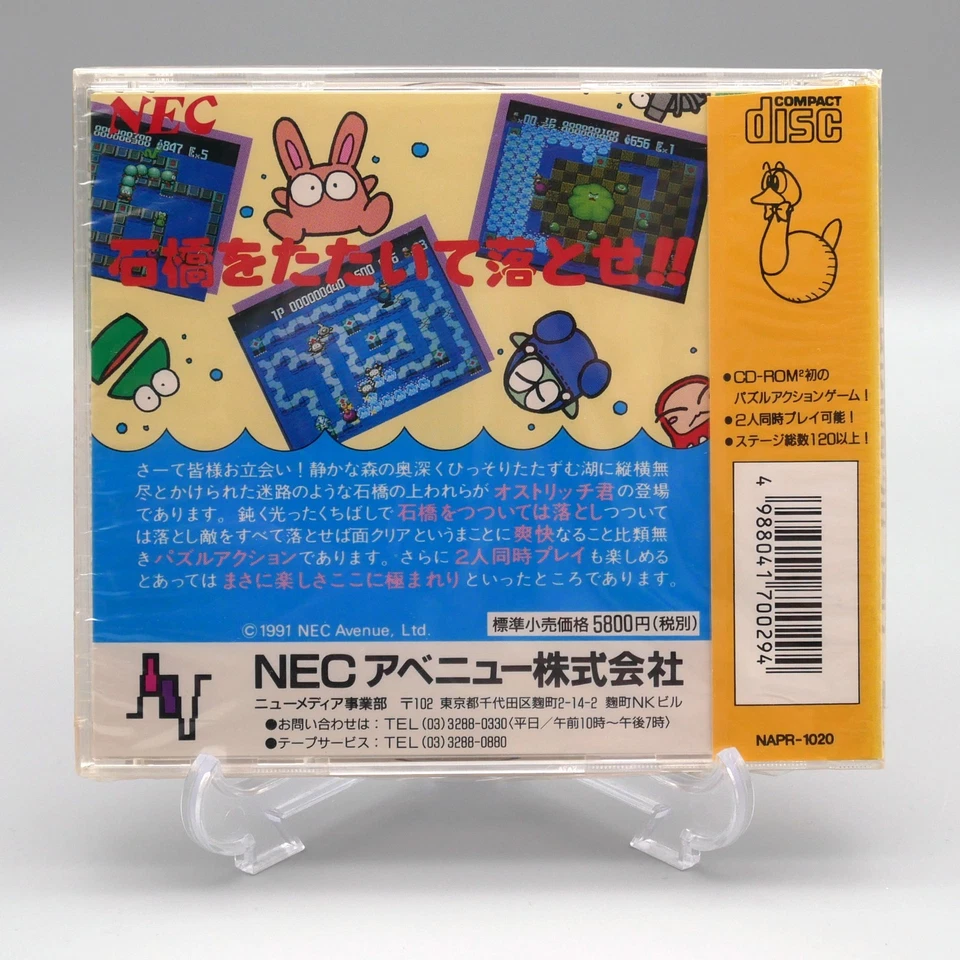 NEC
000000300 847 E×5
1P 000000100 656 E×1
石橋をたたいて落とせ!!
1P 000000400
さーて皆様お立会い！静かな森の奥深くひっそりたたずむ湖に縦横無
尽とかけられた迷路のような石橋の上われらが オストリッチ君の登場
であります。鈍く光ったくちばしで 石橋をつついては落としつつい
ては落とし敵をすべて落とせば面クリアというまことに爽快なること比類無
き パズルアクションであります。さらに 2人同時プレイも楽しめる
とあっては まさに楽しさここに極まれり といったところであります。
©1991 NEC Avenue, Ltd.
標準小売価格 5800円(税別)
NEC アベニュー株式会社
ニューメディア事業部 〒102 東京都千代田区麹町2-14-2 麹町NKビル
●お問い合わせは：TEL (03)3288-0330〈平日／午前10時〜午後7時〉
●テープサービス：TEL (03)3288-0880
COMPACT
disc
●CD-ROM²初の
パズルアクションゲーム！
●2人同時プレイ可能！
●ステージ総数120以上！
4 988041 700294
NAPR-1020